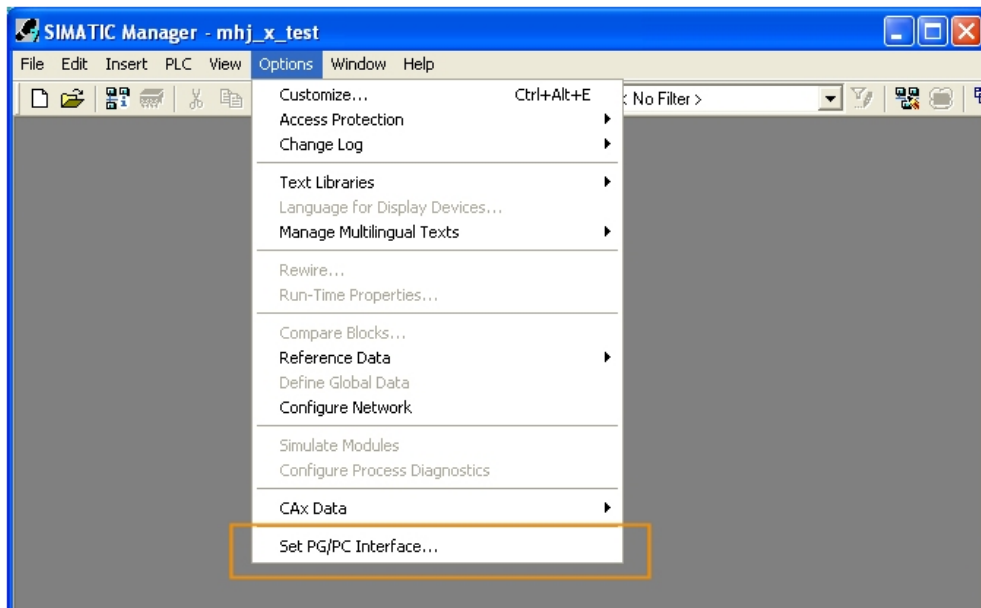 SIMATIC Manager - mhj_x_test
File Edit Insert PLC View Options Window Help
Customize... Ctrl+Alt+E
< No Filter >
Access Protection
Change Log
Text Libraries
Language for Display Devices...
Manage Multilingual Texts
Rewire...
Run-Time Properties...
Compare Blocks...
Reference Data
Define Global Data
Configure Network
Simulate Modules
Configure Process Diagnostics
CAx Data
Set PG/PC Interface...